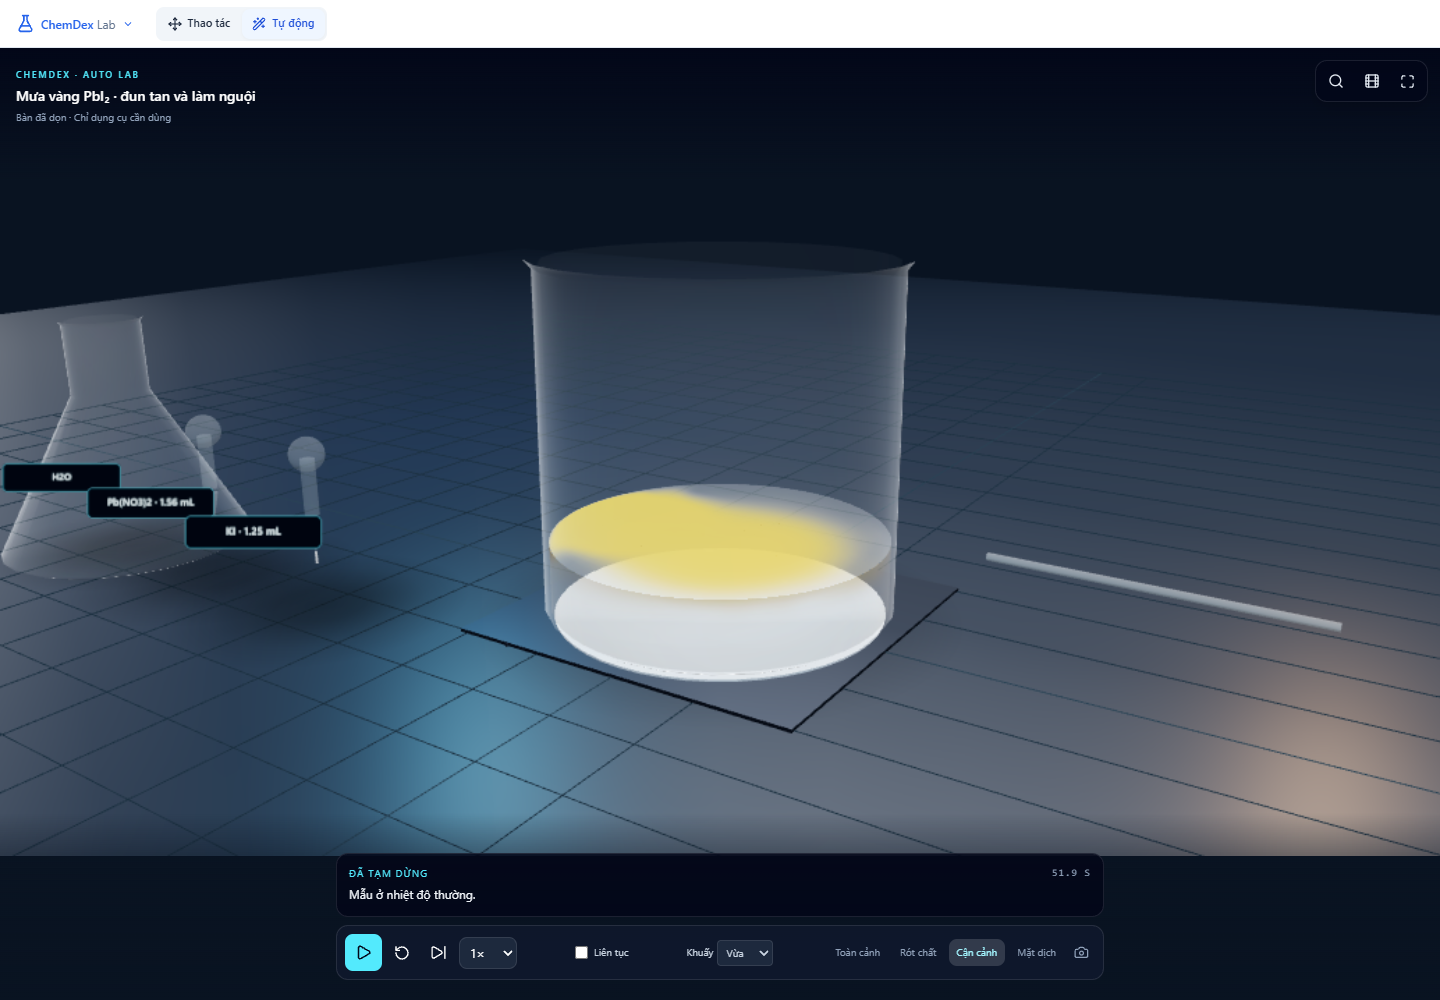 ChemDex Lab
Thao tác
Tự động
CHEMDEX · AUTO LAB
Mưa vàng PbI₂ · đun tan và làm nguội
Bàn đã dọn · Chỉ dụng cụ cần dùng
H2O
Pb(NO3)2 · 1.56 mL
KI · 1.25 mL
ĐÃ TẠM DỪNG
51.9 S
Mẫu ở nhiệt độ thường.
1×
Liên tục
Khuấy
Vừa
Toàn cảnh
Rót chất
Cận cảnh
Mặt dịch